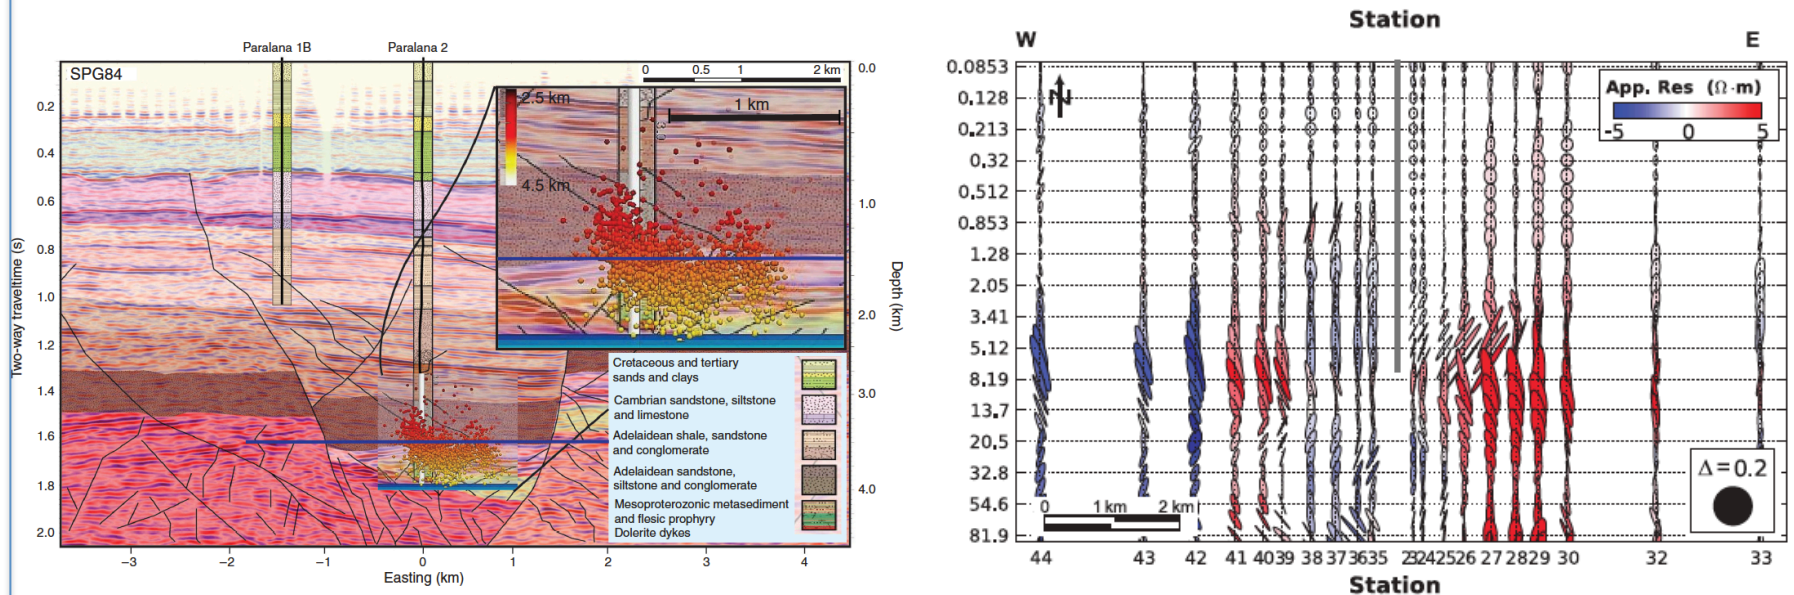 Paralana 1B
Paralana 2
SPG84
0 0.5 1 2 km
0.0
0.2
0.4
0.6
0.8
1.0
1.2
1.4
1.6
1.8
2.0
Two-way traveltime (s)
2.5 km
4.5 km
1 km
1.0
2.0
3.0
4.0
Depth (km)
Cretaceous and tertiary
sands and clays
Cambrian sandstone, siltstone
and limestone
Adelaidean shale, sandstone
and conglomerate
Adelaidean sandstone,
siltstone and conglomerate
Mesoproterozonic metasediment
and flesic prophyry
Dolerite dykes
−3 −2 −1 0 1 2 3 4
Easting (km)
Station
W E
0.0853
0.128
0.213
0.32
0.512
0.853
1.28
2.05
3.41
5.12
8.19
13.7
20.5
32.8
54.6
81.9
N
App. Res (Ω·m)
-5 0 5
Δ=0.2
0 1 km 2 km
44 43 42 41 40 39 38 37 36 35 24 25 26 27 28 29 30 32 33
Station